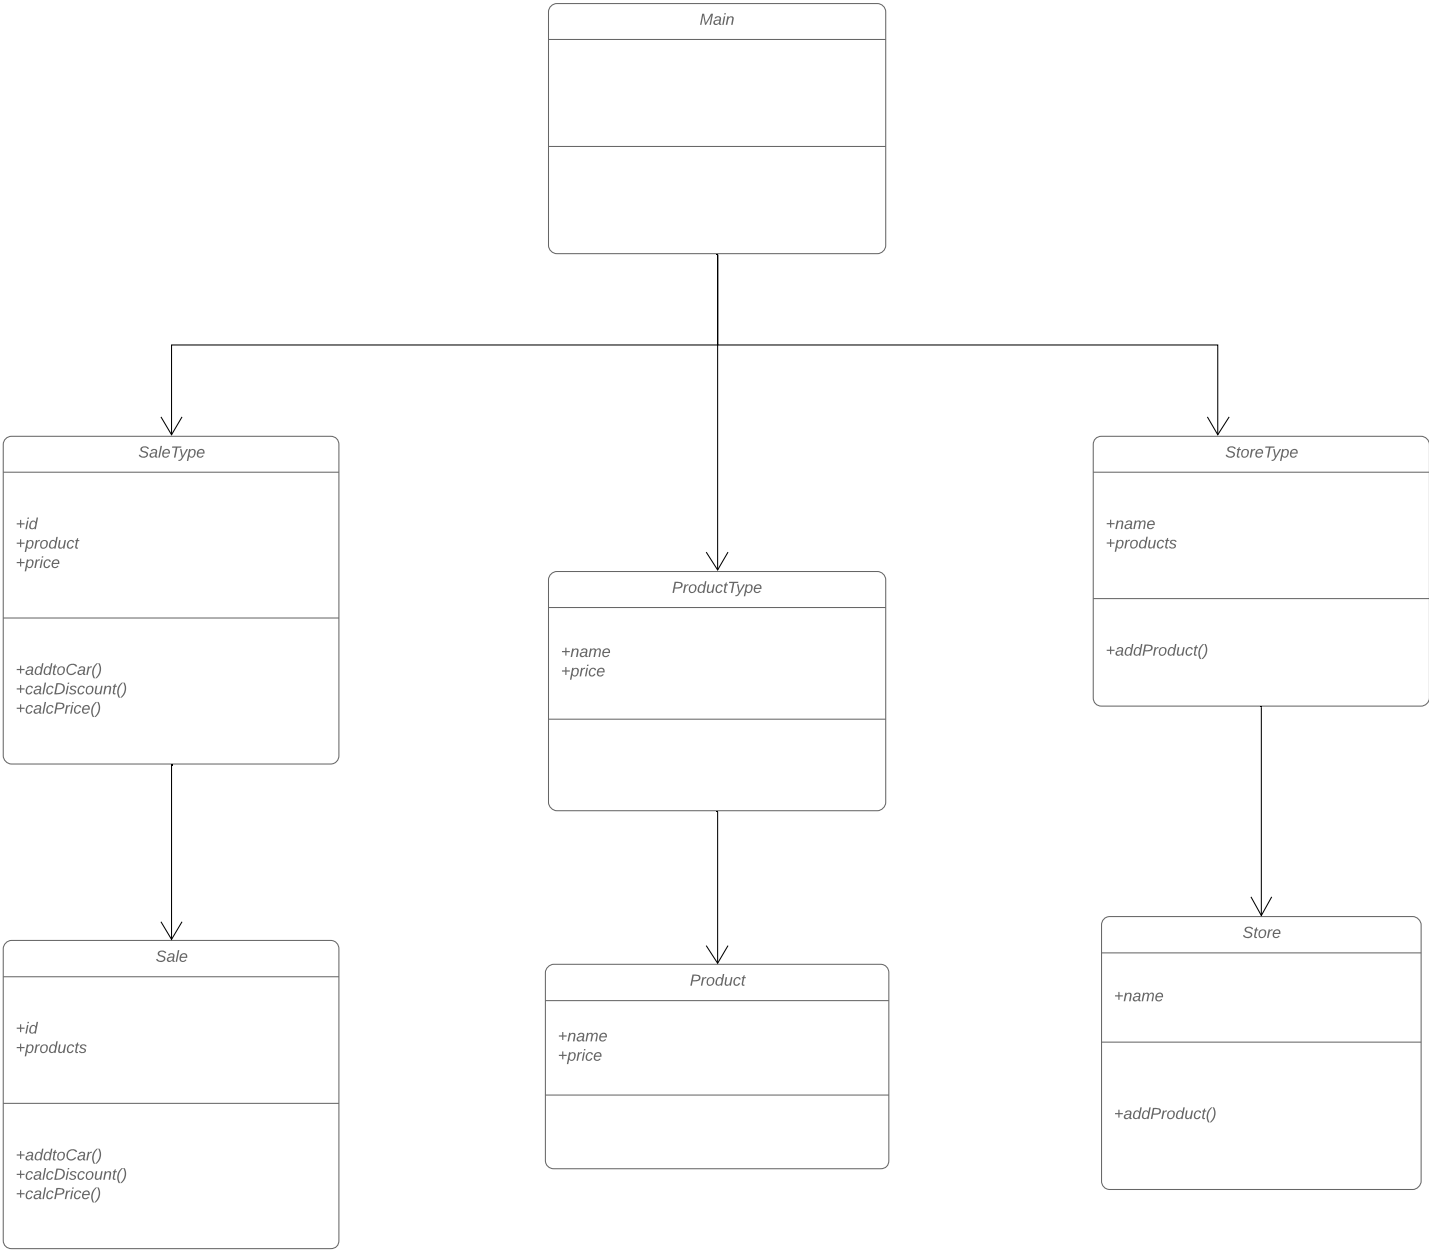 Main
SaleType
+id
+product
+price
+addtoCar()
+calcDiscount()
+calcPrice()
ProductType
+name
+price
StoreType
+name
+products
+addProduct()
Sale
+id
+products
+addtoCar()
+calcDiscount()
+calcPrice()
Product
+name
+price
Store
+name
+addProduct()